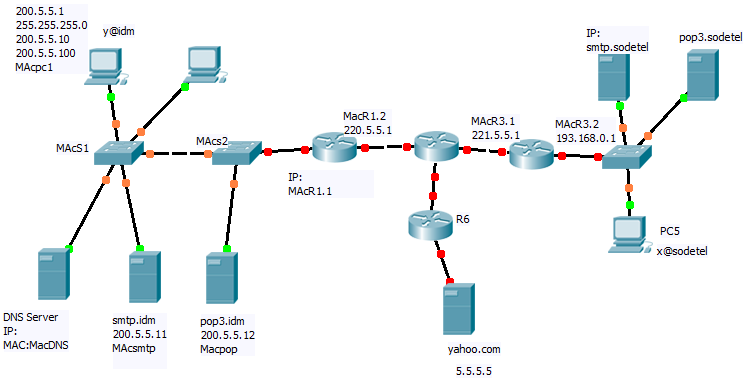 200.5.5.1
255.255.255.0
200.5.5.10
200.5.5.100
MAcpc1
y@idm
IP:
smtp.sodetel
pop3.sodetel
MAcS1
MAcs2
MacR1.2
220.5.5.1
MAcR3.1
221.5.5.1
MAcR3.2
193.168.0.1
IP:
MAcR1.1
R6
PC5
x@sodetel
DNS Server
IP:
MAC:MacDNS
smtp.idm
200.5.5.11
MAcsmtp
pop3.idm
200.5.5.12
Macpop
yahoo.com
5.5.5.5